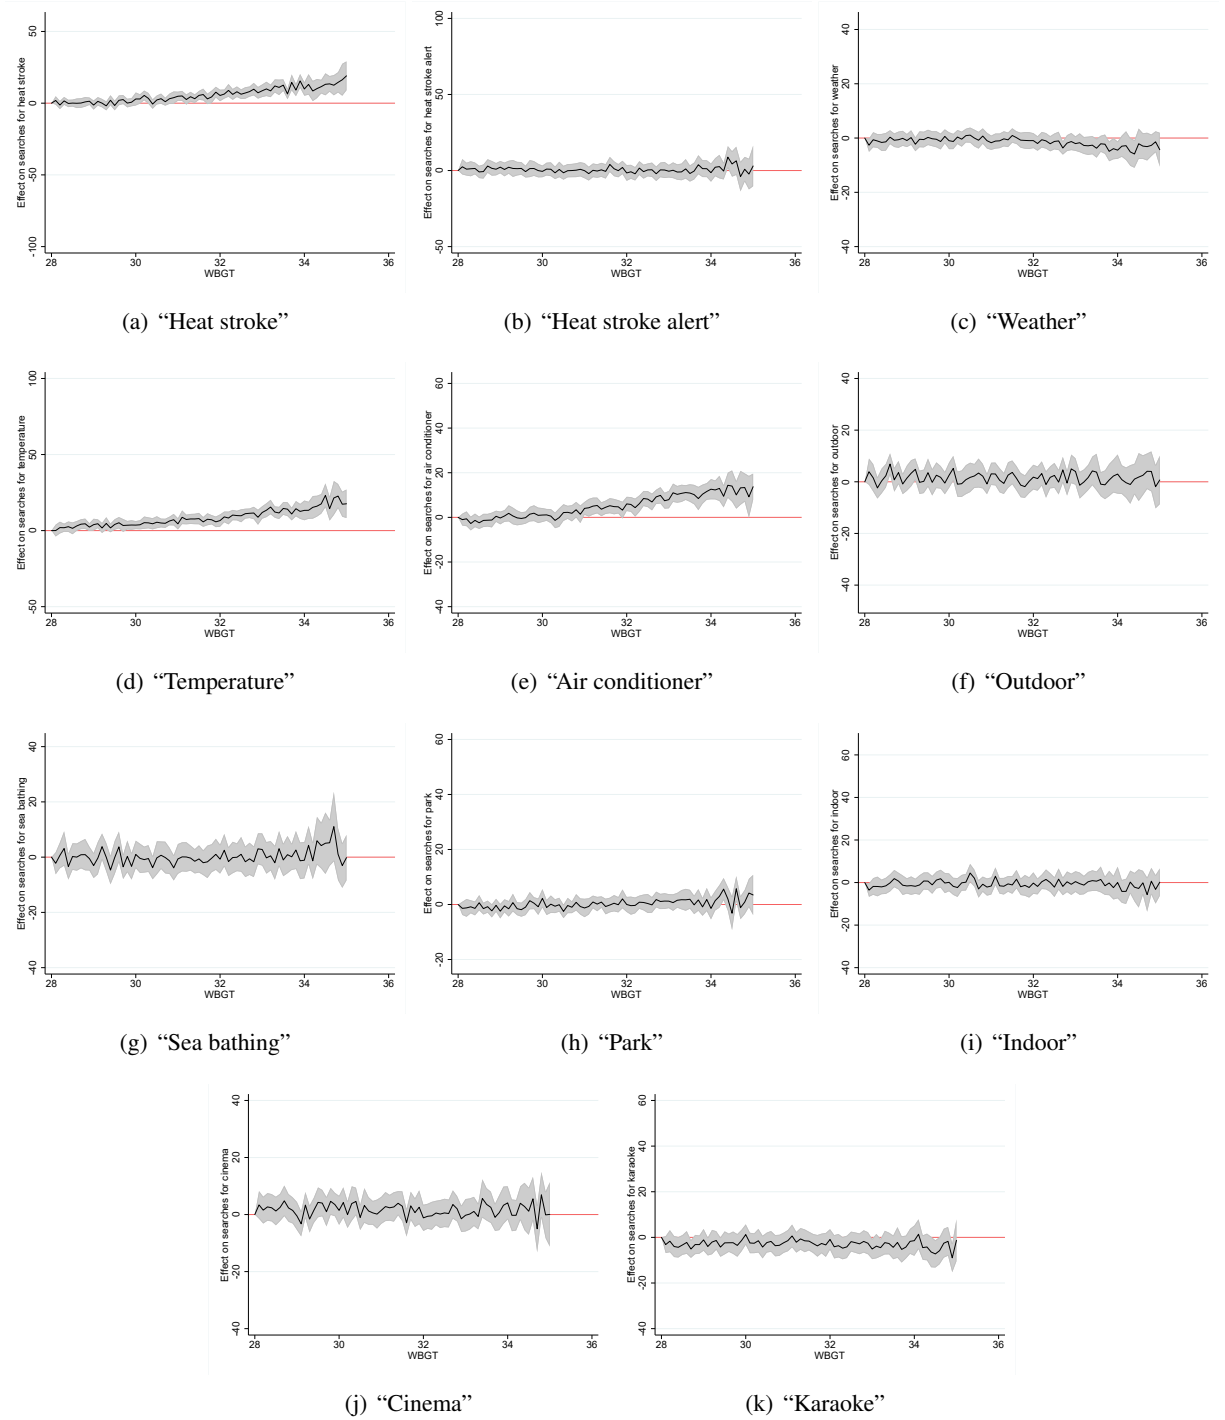 Effect on searches for heat stroke
50
0
-50
-100
28 30 32 34 36
WBGT
(a) “Heat stroke”
Effect on searches for heat stroke alert
100
50
0
-50
28 30 32 34 36
WBGT
(b) “Heat stroke alert”
Effect on searches for weather
40
20
0
-20
-40
28 30 32 34 36
WBGT
(c) “Weather”
Effect on searches for temperature
100
50
0
-50
28 30 32 34 36
WBGT
(d) “Temperature”
Effect on searches for air conditioner
60
40
20
0
-20
-40
28 30 32 34 36
WBGT
(e) “Air conditioner”
Effect on searches for outdoor
40
20
0
-20
-40
28 30 32 34 36
WBGT
(f) “Outdoor”
Effect on searches for sea bathing
40
20
0
-20
-40
28 30 32 34 36
WBGT
(g) “Sea bathing”
Effect on searches for park
60
40
20
0
-20
28 30 32 34 36
WBGT
(h) “Park”
Effect on searches for indoor
60
40
20
0
-20
-40
28 30 32 34 36
WBGT
(i) “Indoor”
Effect on searches for cinema
40
20
0
-20
-40
28 30 32 34 36
WBGT
(j) “Cinema”
Effect on searches for karaoke
60
40
20
0
-20
-40
28 30 32 34 36
WBGT
(k) “Karaoke”